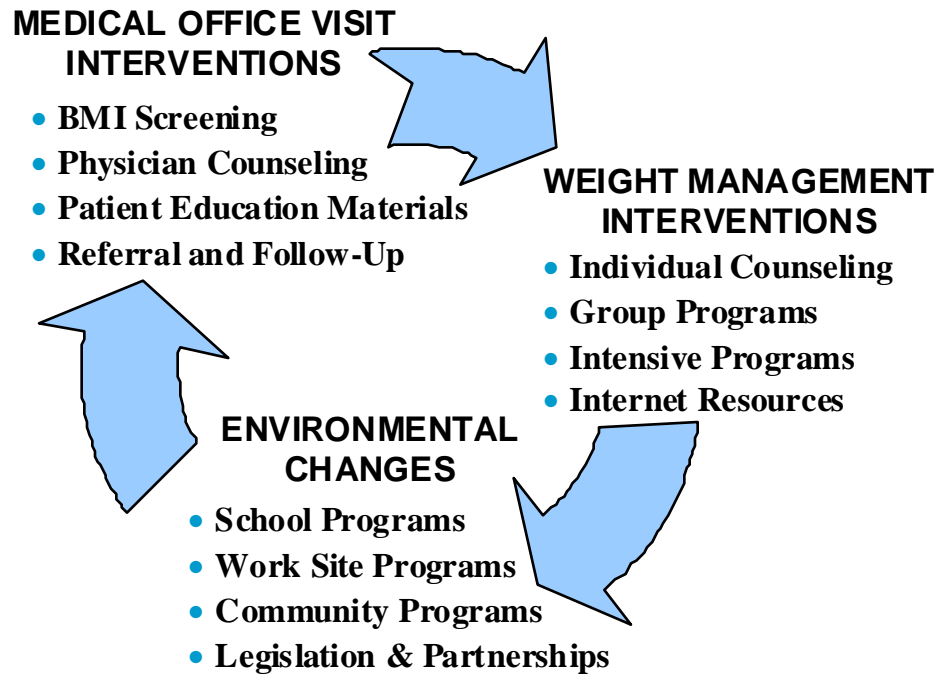 MEDICAL OFFICE VISIT
INTERVENTIONS
• BMI Screening
• Physician Counseling
• Patient Education Materials
• Referral and Follow-Up
WEIGHT MANAGEMENT
INTERVENTIONS
• Individual Counseling
• Group Programs
• Intensive Programs
• Internet Resources
ENVIRONMENTAL
CHANGES
• School Programs
• Work Site Programs
• Community Programs
• Legislation & Partnerships